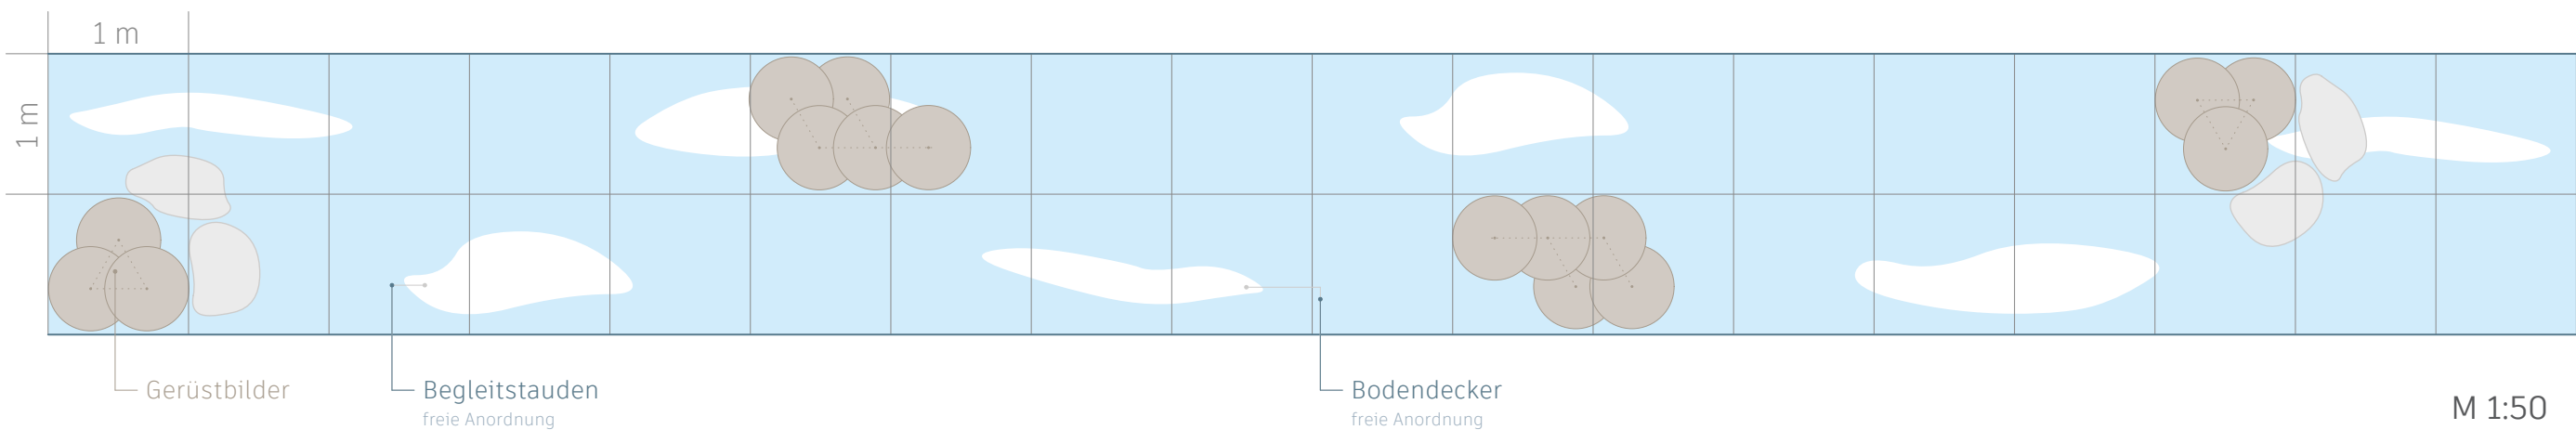 1 m
1 m
Gerüstbilder
Begleitstauden
freie Anordnung
Bodendecker
freie Anordnung
M 1:50